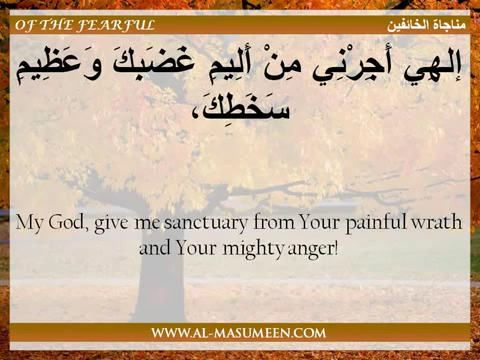 OF THE FEARFUL
مناجاة الخائفين
إلهِي أَجِرْنِي مِنْ أَلِيمِ غَضَبِكَ وَعَظِيمِ
سَخَطِكَ،
My God, give me sanctuary from Your painful wrath
and Your mighty anger!
WWW.AL-MASUMEEN.COM